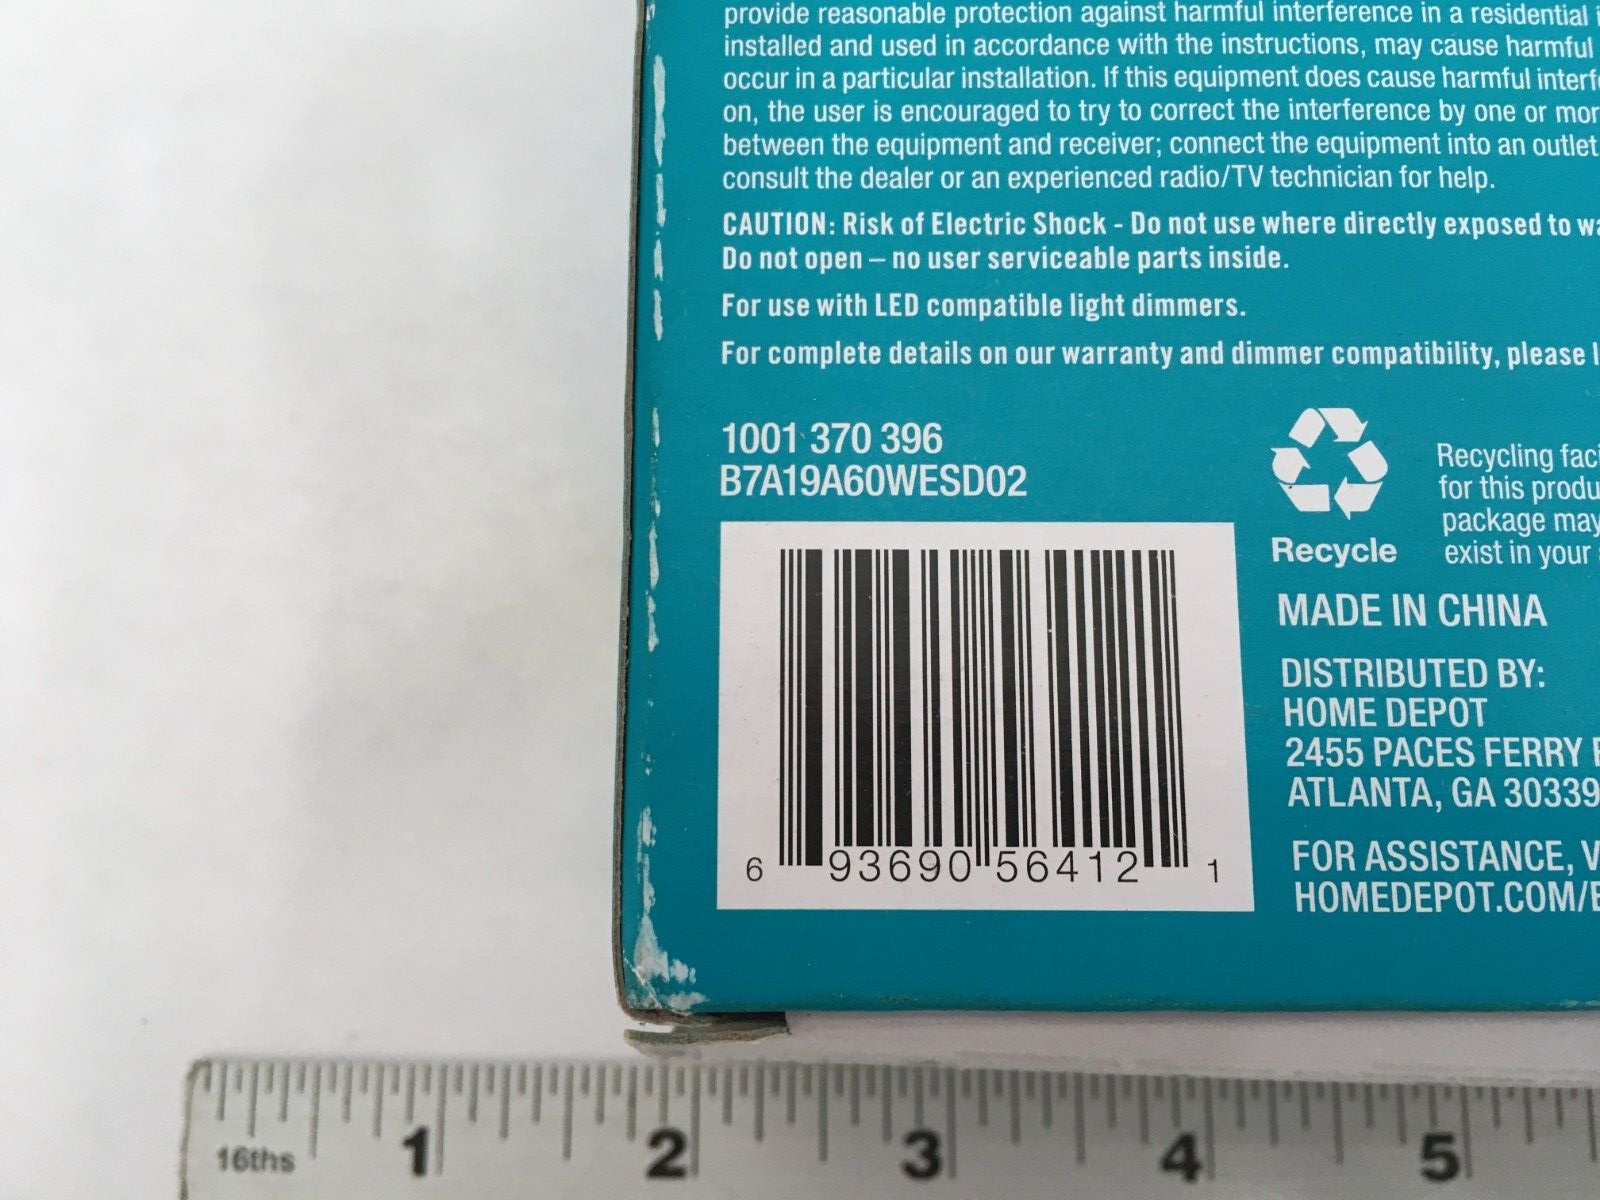 provide reasonable protection against harmful interference in a residential
installed and used in accordance with the instructions, may cause harmful
occur in a particular installation. If this equipment does cause harmful interf
on, the user is encouraged to try to correct the interference by one or mor
between the equipment and receiver; connect the equipment into an outlet
consult the dealer or an experienced radio/TV technician for help.
CAUTION: Risk of Electric Shock - Do not use where directly exposed to wa
Do not open – no user serviceable parts inside.
For use with LED compatible light dimmers.
For complete details on our warranty and dimmer compatibility, please
1001 370 396
B7A19A60WESD02
Recycle
Recycling faci
for this produ
package may
exist in your
MADE IN CHINA
DISTRIBUTED BY:
HOME DEPOT
2455 PACES FERRY
ATLANTA, GA 30339
FOR ASSISTANCE, V
HOMEDEPOT.COM/E
6 93690 56412 1
16ths 1 2 3 4 5